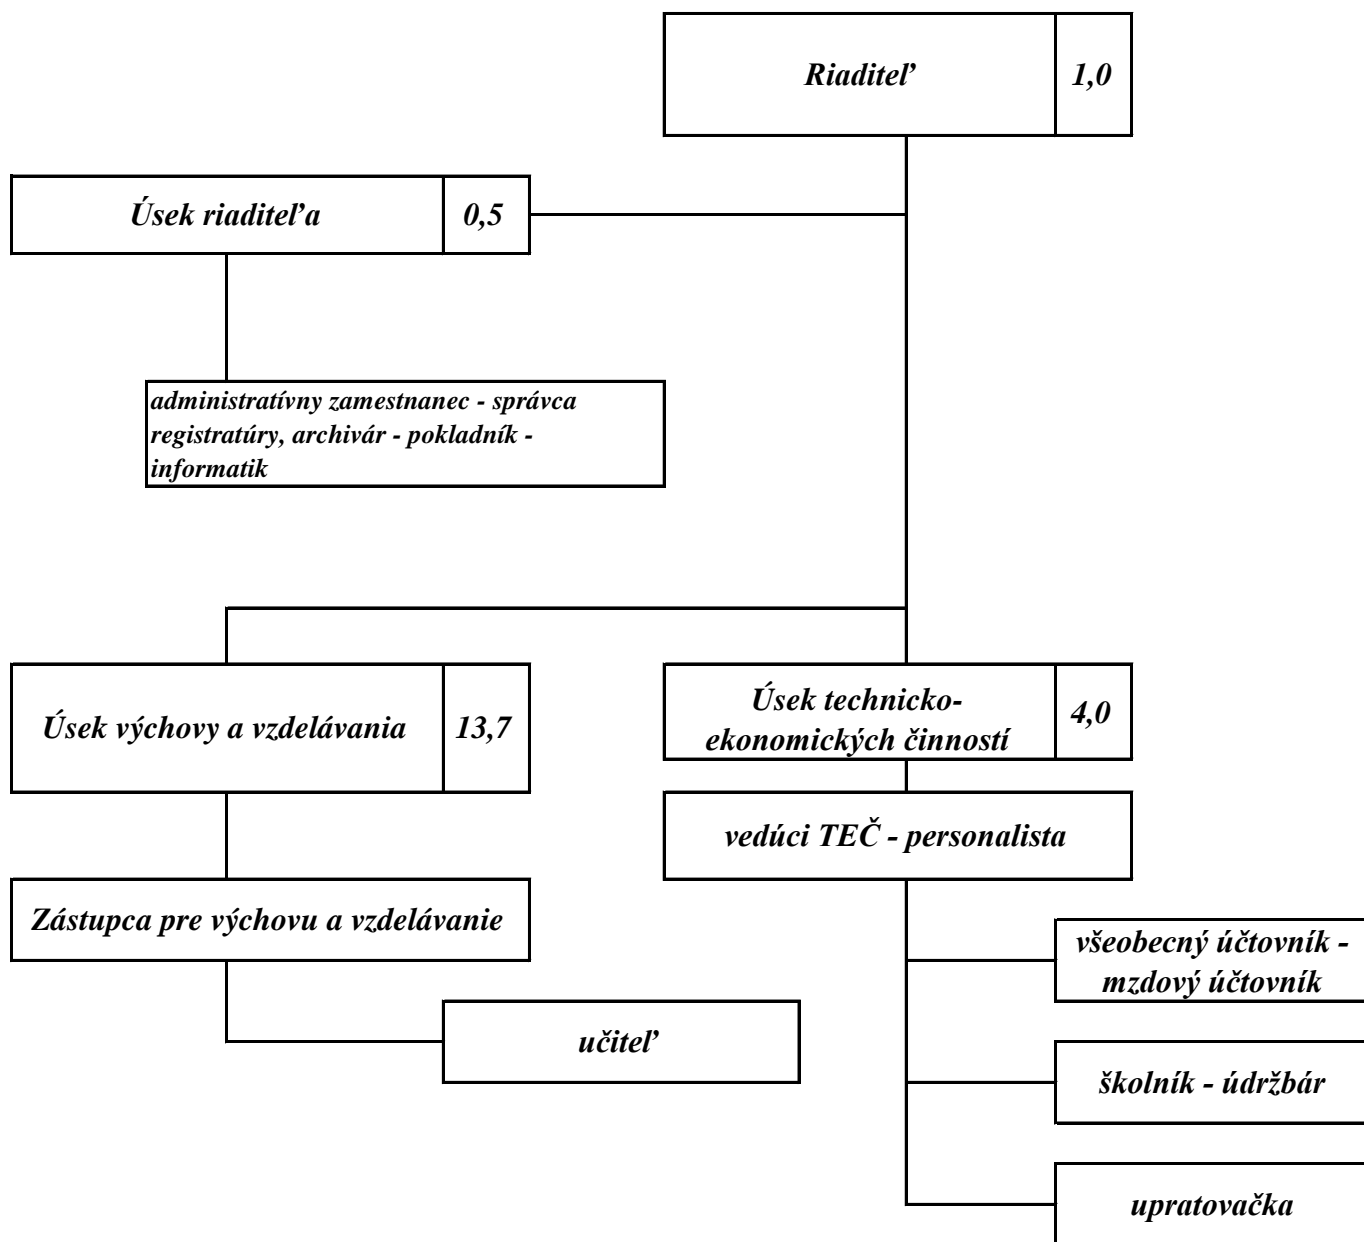 Riaditeľ 1,0
Úsek riaditeľa 0,5
administratívny zamestnanec - správca
registratúry, archivár - pokladník -
informatik
Úsek výchovy a vzdelávania 13,7
Úsek technicko-
ekonomických činností 4,0
vedúci TEČ - personalista
Zástupca pre výchovu a vzdelávanie
všeobecný účtovník -
mzdový účtovník
učiteľ
školník - údržbár
upratovačka